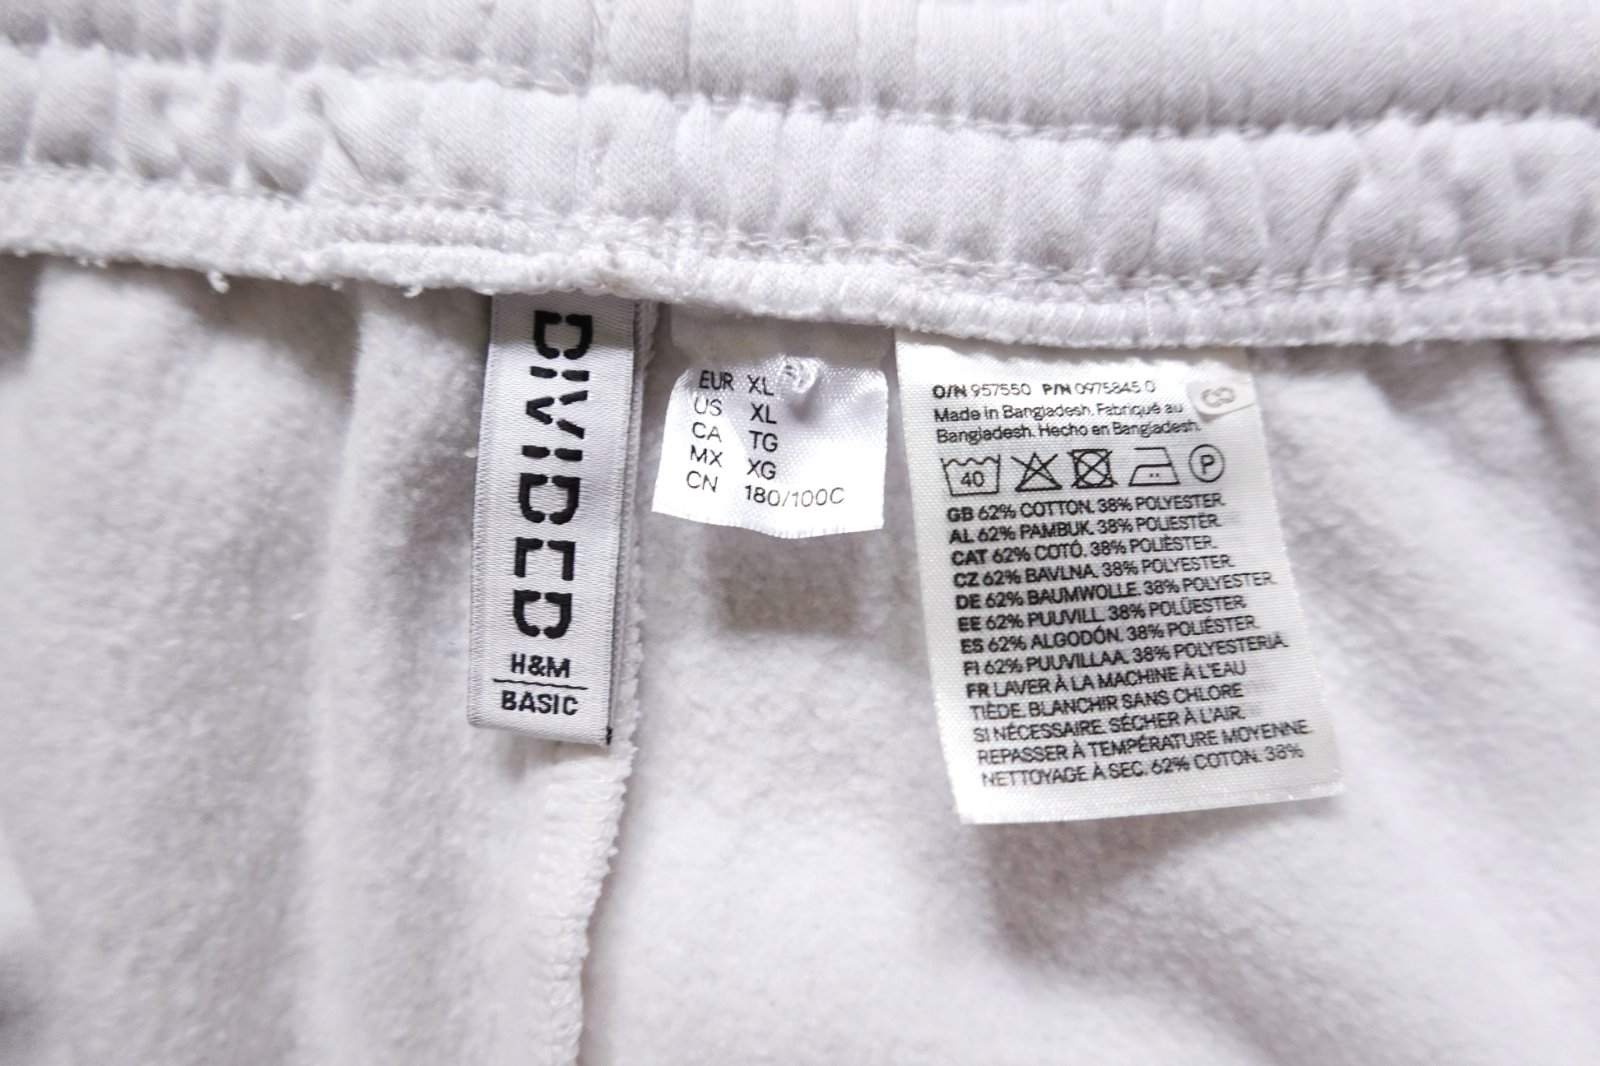 DIVIDED
H&M
BASIC
EUR XL
US XL
CA TG
MX XG
CN 180/100C
O/N 957550 P/N 0975845.0
Made in Bangladesh. Fabriqué au
Bangladesh. Hecho en Bangladesh.
40
P
GB 62% COTTON. 38% POLYESTER.
AL 62% PAMBUK. 38% POLIESTËR.
CAT 62% COTÓ. 38% POLIÈSTER.
CZ 62% BAVLNA. 38% POLYESTER.
DE 62% BAUMWOLLE. 38% POLYESTER.
EE 62% PUUVILL. 38% POLÜESTER.
ES 62% ALGODÓN. 38% POLIÉSTER.
FI 62% PUUVILLAA. 38% POLYESTERIA.
FR LAVER À LA MACHINE À L'EAU
TIÈDE. BLANCHIR SANS CHLORE
SI NÉCESSAIRE. SÉCHER À L'AIR.
REPASSER À TEMPÉRATURE MOYENNE.
NETTOYAGE À SEC. 62% COTON. 38%